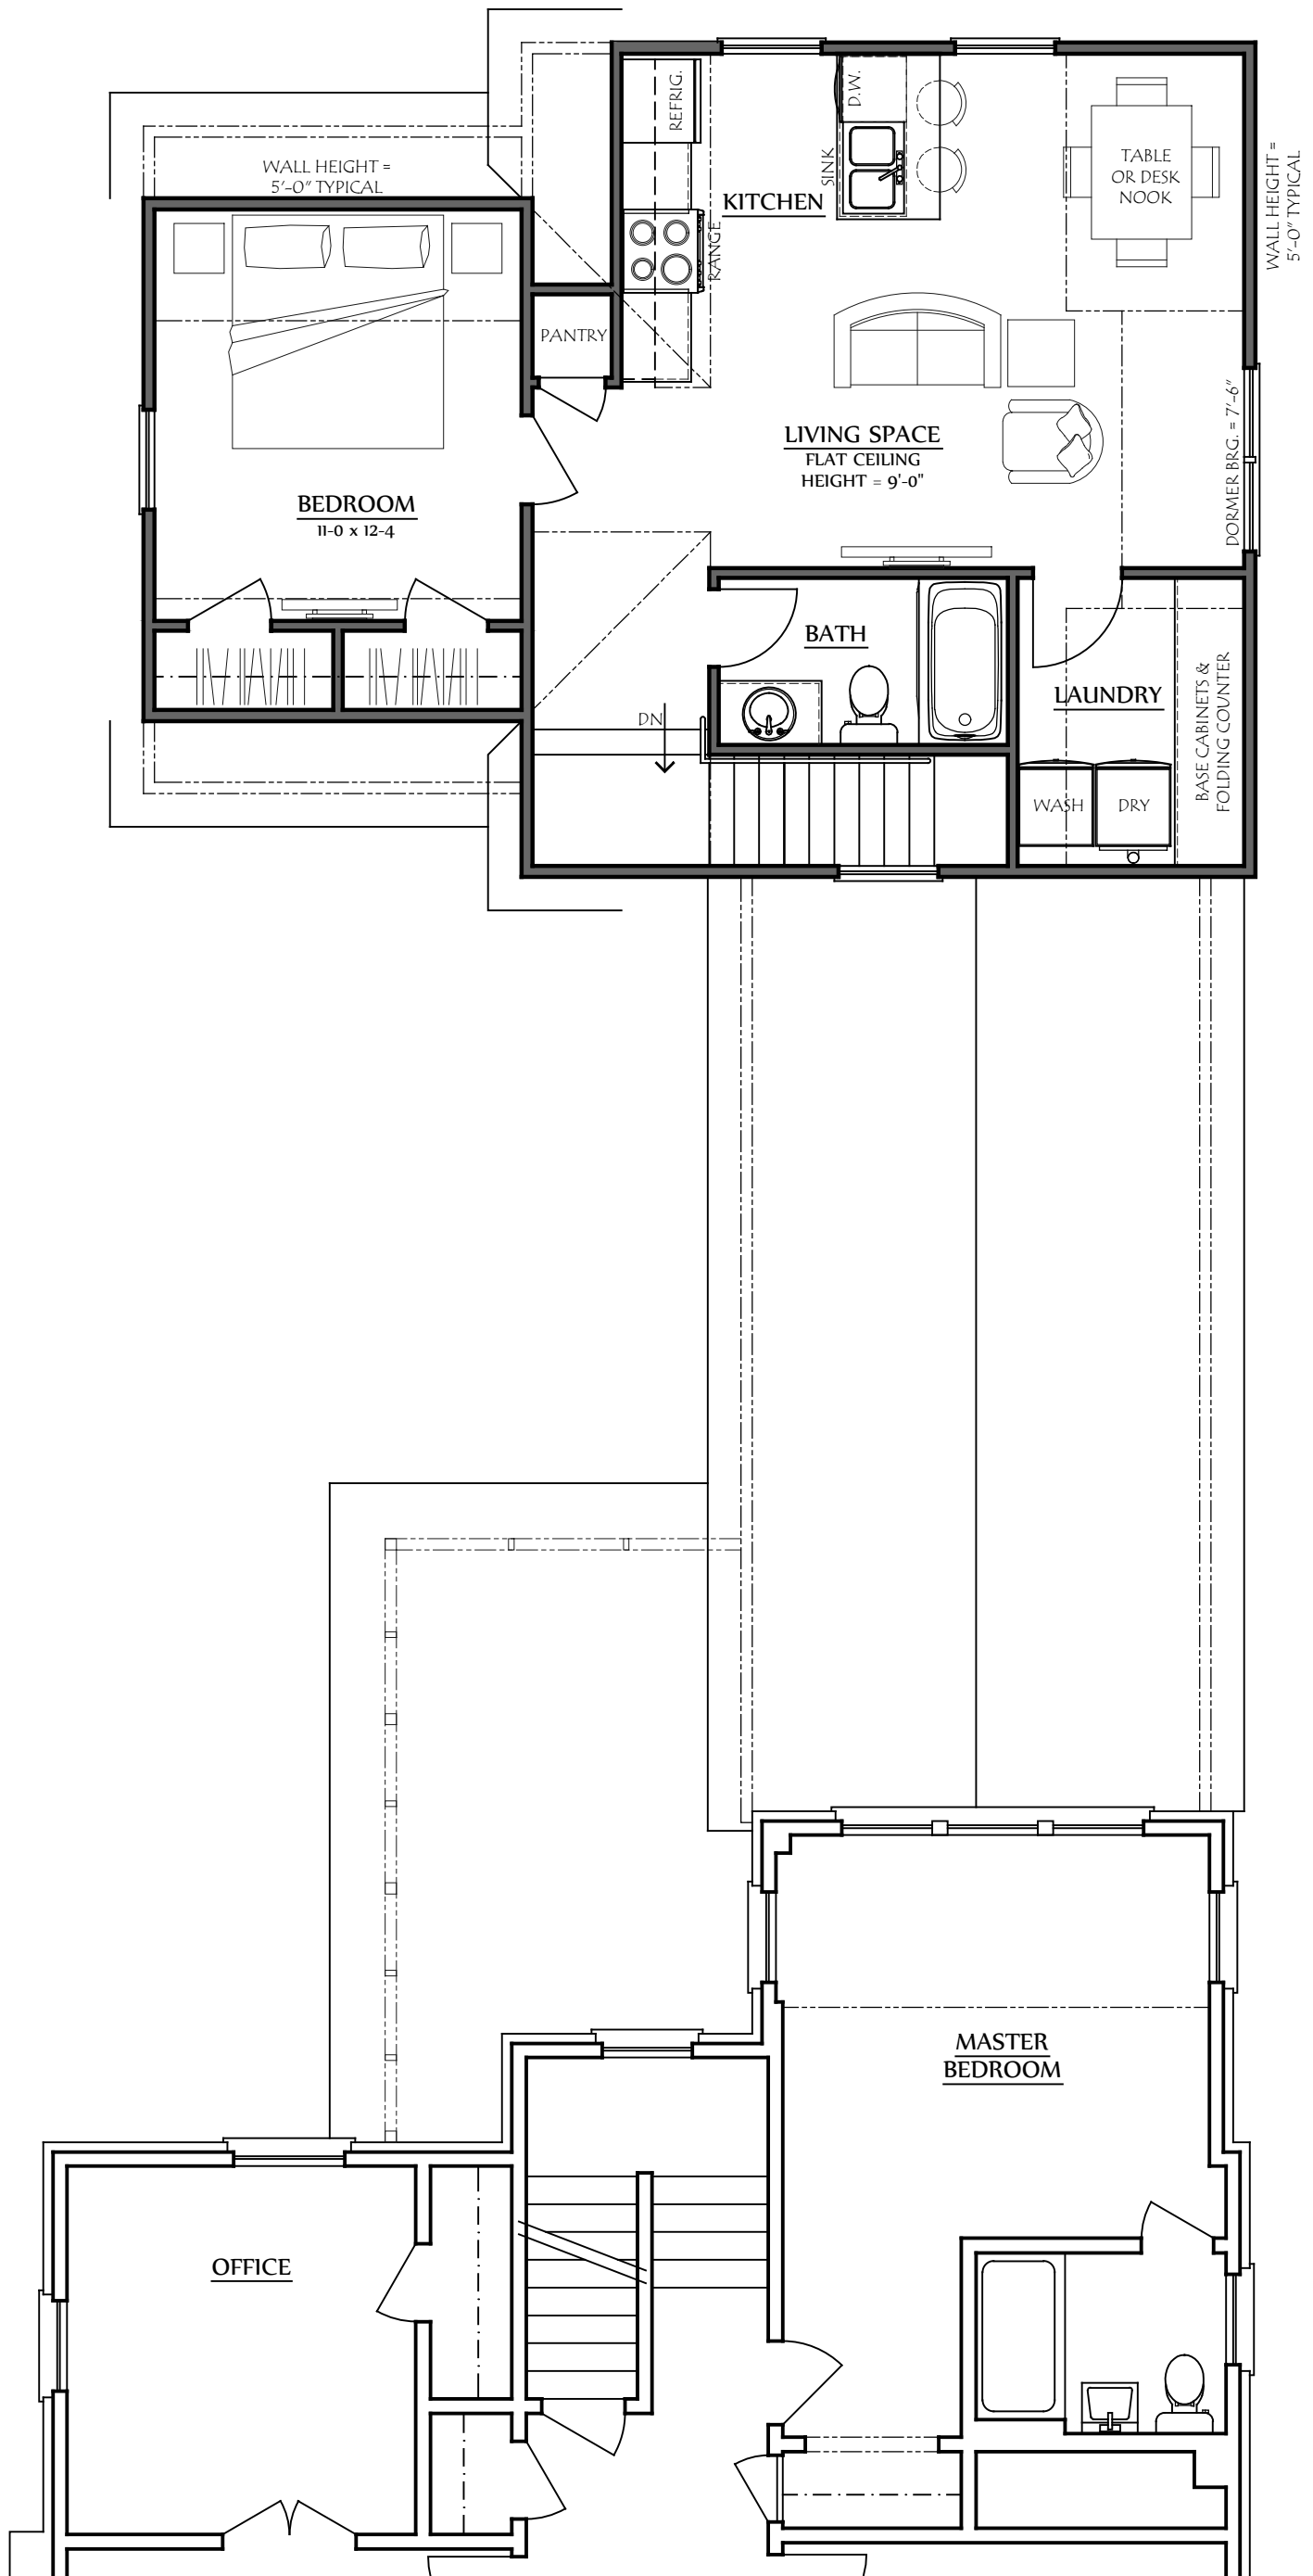 REFRIG.
D.W.
WALL HEIGHT =
5'-0" TYPICAL
SINK
KITCHEN
RANGE
TABLE
OR DESK
NOOK
WALL HEIGHT =
5'-0" TYPICAL
PANTRY
LIVING SPACE
FLAT CEILING
HEIGHT = 9'-0"
DORMER BRG. = 7'-6"
BEDROOM
11-0 x 12-4
BATH
LAUNDRY
BASE CABINETS &
FOLDING COUNTER
DN
WASH
DRY
MASTER
BEDROOM
OFFICE